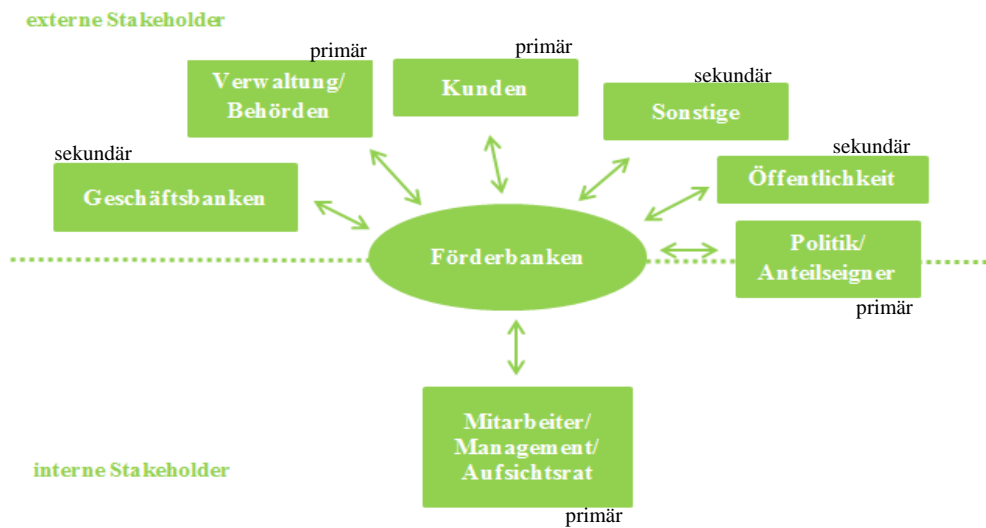 externe Stakeholder
primär
Verwaltung/
Behörden
primär
Kunden
sekundär
Sonstige
sekundär
Geschäftsbanken
sekundär
Öffentlichkeit
Förderbanken
Politik/
Anteilseigner
primär
Mitarbeiter/
Management/
Aufsichtsrat
primär
interne Stakeholder